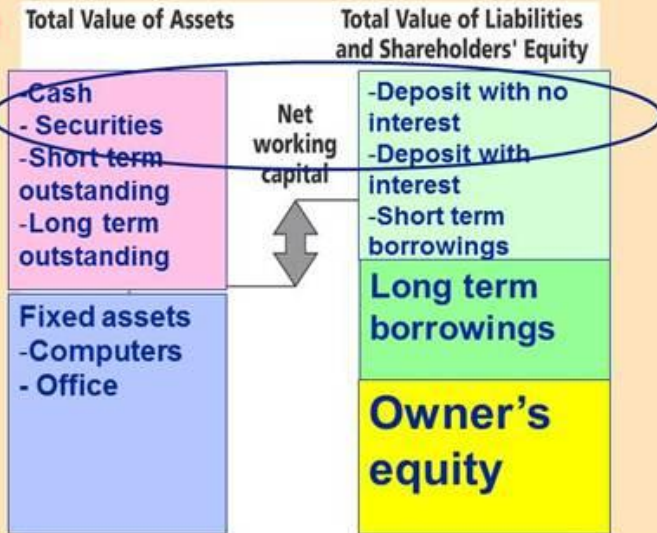 Total Value of Assets
Total Value of Liabilities
and Shareholders' Equity
-Cash
- Securities
-Short term
outstanding
-Long term
outstanding
Net
working
capital
-Deposit with no
interest
-Deposit with
interest
-Short term
borrowings
Fixed assets
-Computers
- Office
Long term
borrowings
Owner’s
equity